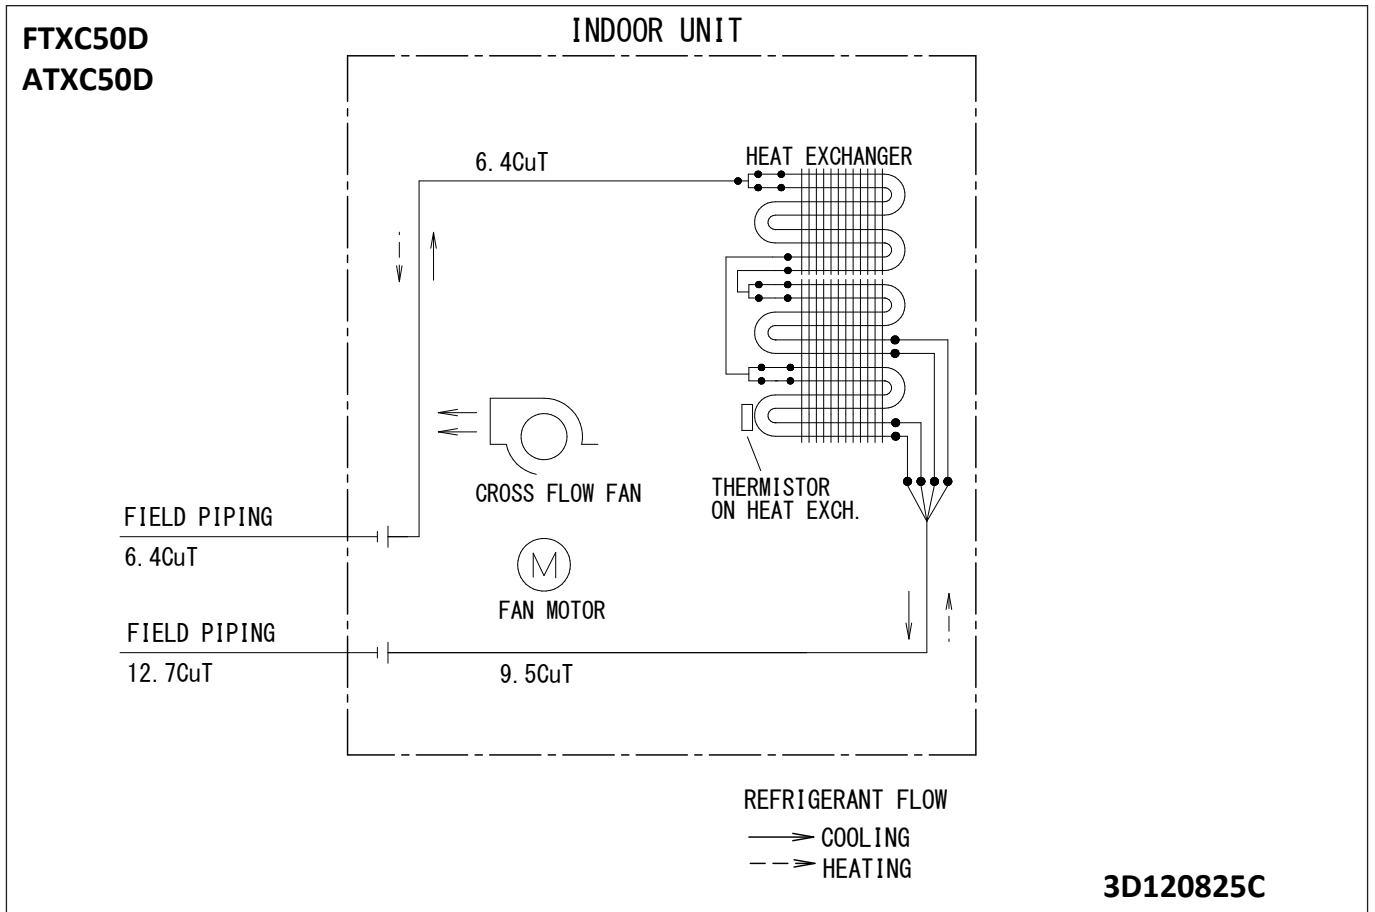 FTXC50D
ATXC50D
INDOOR UNIT
6.4CuT
HEAT EXCHANGER
CROSS FLOW FAN
THERMISTOR
ON HEAT EXCH.
FIELD PIPING
6.4CuT
M
FAN MOTOR
FIELD PIPING
12.7CuT
9.5CuT
REFRIGERANT FLOW
COOLING
HEATING
3D120825C